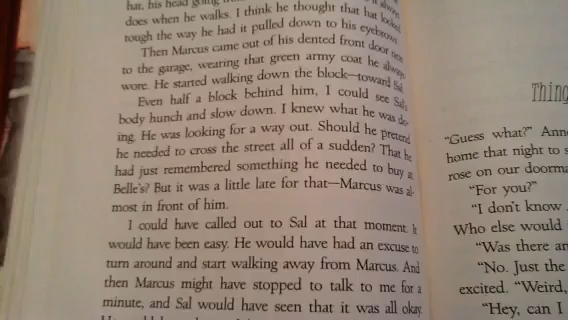 hat, his head going
does when he walks. I think he thought that hat looked
tough the way he had it pulled down to his eyebrows.
Then Marcus came out of his dented front door next
to the garage, wearing that green army coat he always
wore. He started walking down the block—toward Sal.
Even half a block behind him, I could see Sal's
body hunch and slow down. I knew what he was do-
ing. He was looking for a way out. Should he pretend
he needed to cross the street all of a sudden? That he
had just remembered something he needed to buy at
Belle's? But it was a little late for that—Marcus was al-
most in front of him.
I could have called out to Sal at that moment. It
would have been easy. He would have had an excuse to
turn around and start walking away from Marcus. And
then Marcus might have stopped to talk to me for a
minute, and Sal would have seen that it was all okay.
Thing
"Guess what?" Ann
home that night to s
rose on our doorma
"For you?"
"I don't know
Who else would
"Was there an
"No. Just the
excited. "Weird,
"Hey, can I